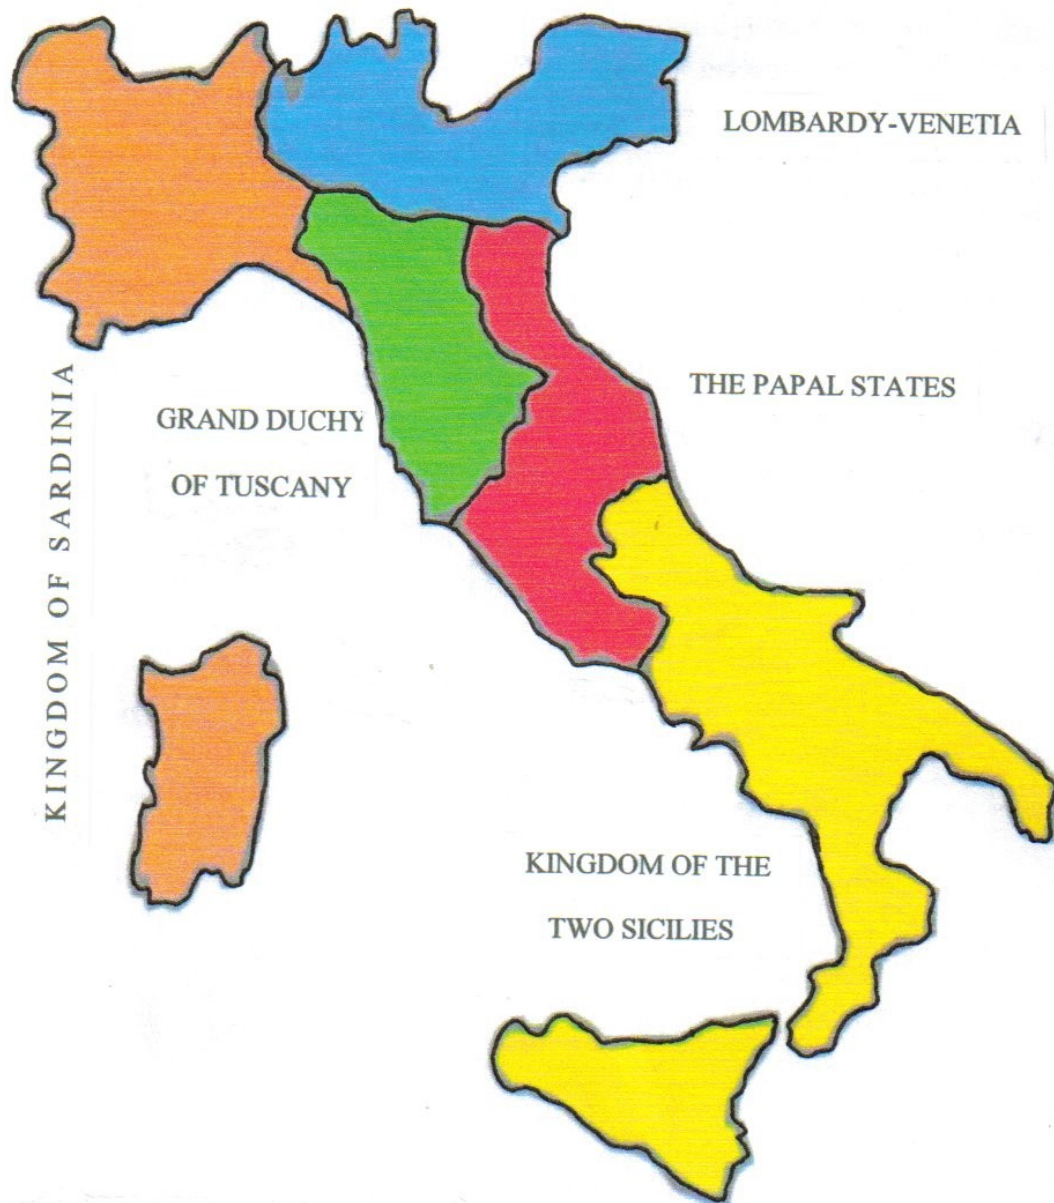 LOMBARDY-VENETIA
THE PAPAL STATES
GRAND DUCHY
OF TUSCANY
KINGDOM OF SARDINIA
KINGDOM OF THE
TWO SICILIES